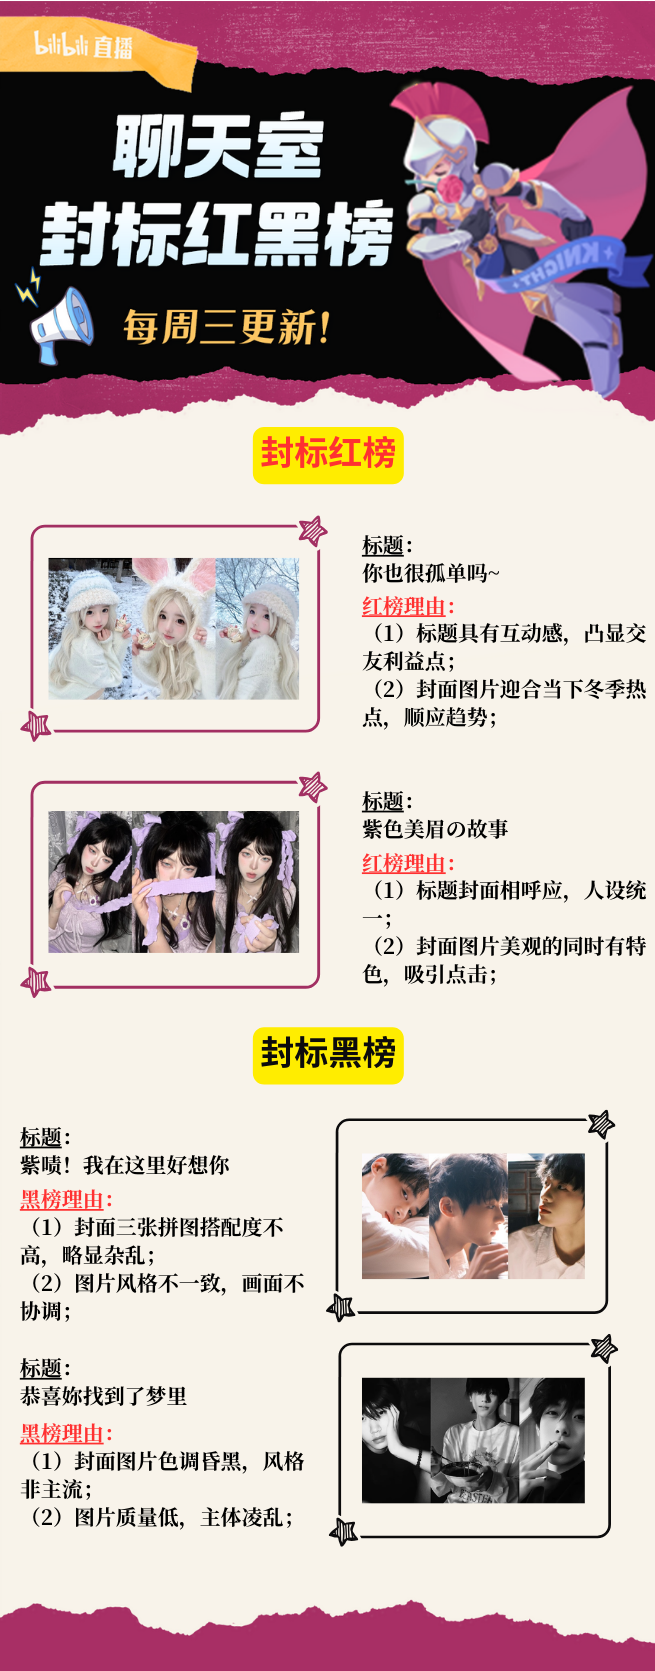 bilibili 直播
聊天室
封标红黑榜
KNIGHT
每周三更新!
封标红榜
标题：
你也很孤单吗~
红榜理由：
（1）标题具有互动感，凸显交
友利益点；
（2）封面图片迎合当下冬季热
点，顺应趋势；
标题：
紫色美眉の故事
红榜理由：
（1）标题封面相呼应，人设统
一；
（2）封面图片美观的同时有特
色，吸引点击；
封标黑榜
标题：
紫啧！我在这里好想你
黑榜理由：
（1）封面三张拼图搭配度不
高，略显杂乱；
（2）图片风格不一致，画面不
协调；
标题：
恭喜妳找到了梦里
黑榜理由：
（1）封面图片色调昏黑，风格
非主流；
（2）图片质量低，主体凌乱；